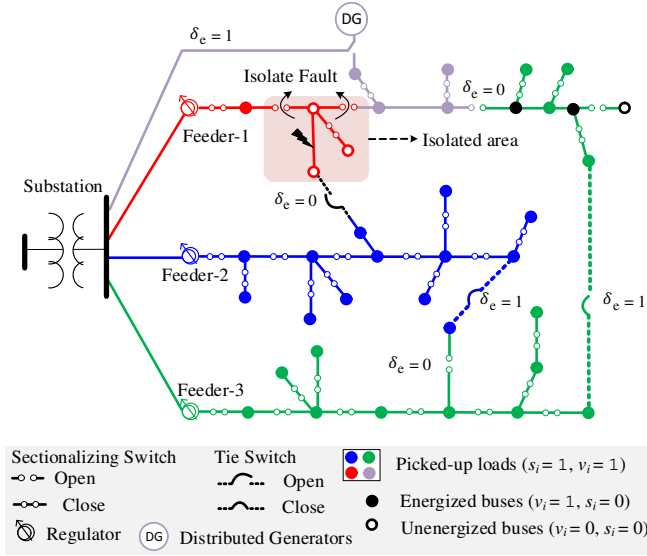 DG
δe = 1
Isolate Fault
δe = 0
Feeder-1
Isolated area
Substation
δe = 0
Feeder-2
δe = 1
δe = 1
δe = 0
Feeder-3
Sectionalizing Switch
Open
Close
Regulator
Tie Switch
Open
Close
DG Distributed Generators
Picked-up loads (si = 1, vi = 1)
Energized buses (vi = 1, si = 0)
Unenergized buses (vi = 0, si = 0)